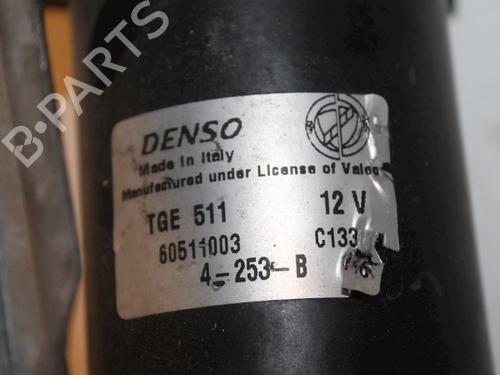 B-PARTS
DENSO
Made in Italy
Manufactured under License of Valeo
TGE 511 12 V
60511003 C133
4-253-B